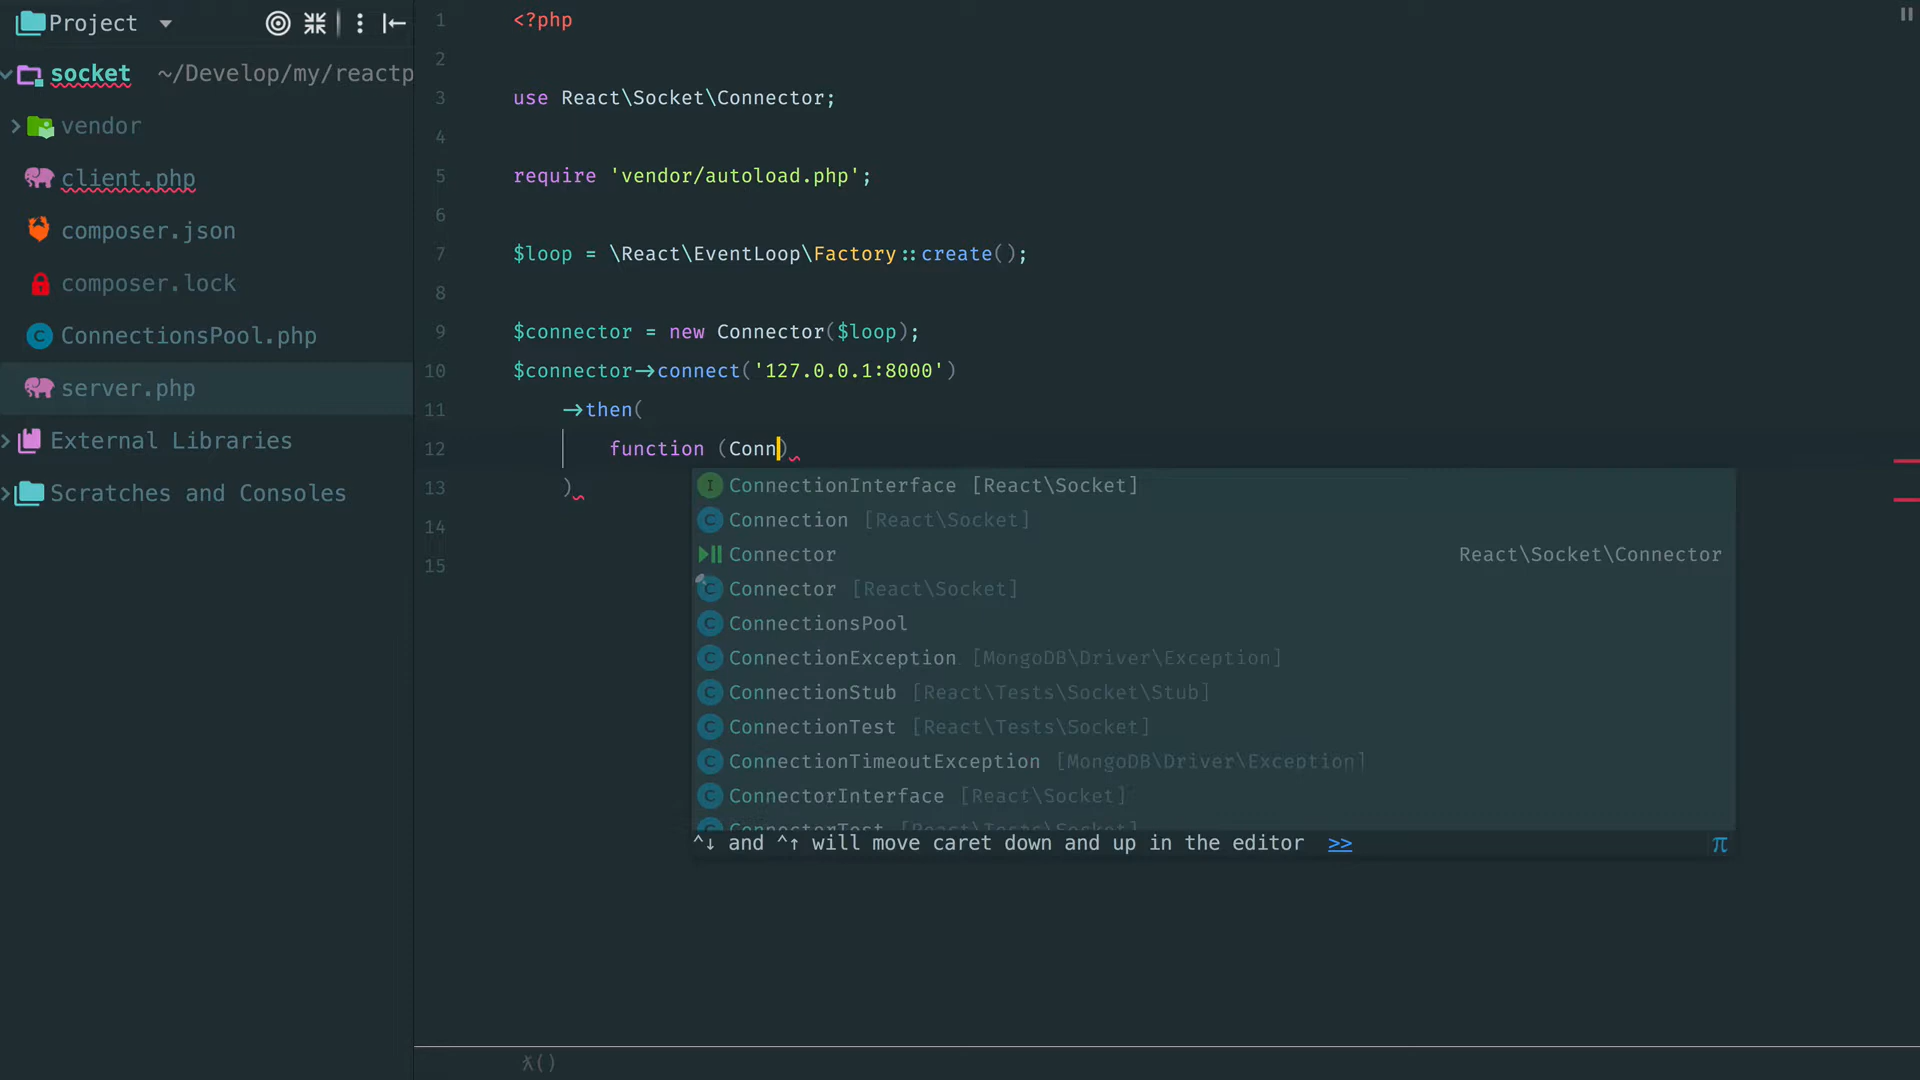 Project
socket ~/Develop/my/reactp
vendor
client.php
composer.json
composer.lock
ConnectionsPool.php
server.php
External Libraries
Scratches and Consoles
1 <?php
2
3 use React\Socket\Connector;
4
5 require 'vendor/autoload.php';
6
7 $loop = \React\EventLoop\Factory::create();
8
9 $connector = new Connector($loop);
10 $connector->connect('127.0.0.1:8000')
11 ->then(
12 function (Conn)
13 )
14
15
ConnectionInterface [React\Socket]
Connection [React\Socket]
Connector React\Socket\Connector
Connector [React\Socket]
ConnectionsPool
ConnectionException [MongoDB\Driver\Exception]
ConnectionStub [React\Tests\Socket\Stub]
ConnectionTest [React\Tests\Socket]
ConnectionTimeoutException [MongoDB\Driver\Exception]
ConnectorInterface [React\Socket]
ConnectorTest [React\Tests\Socket]
^↓ and ^↑ will move caret down and up in the editor >> π
λ()